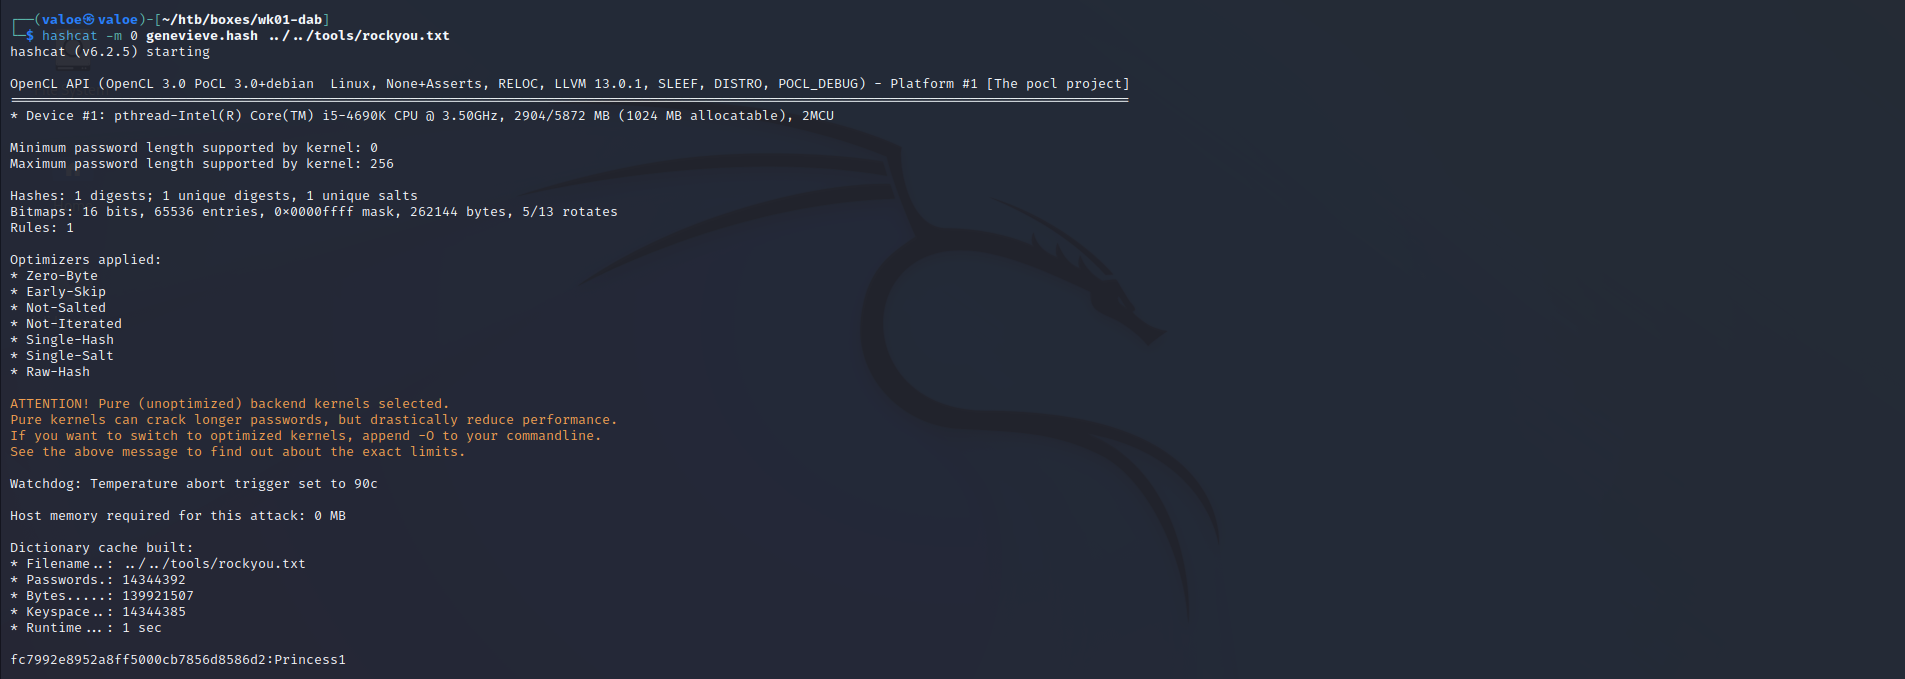 ┌──(valoe㉿valoe)-[~/htb/boxes/wk01-dab]
└─$ hashcat -m 0 genevieve.hash ../../tools/rockyou.txt
hashcat (v6.2.5) starting
OpenCL API (OpenCL 3.0 PoCL 3.0+debian  Linux, None+Asserts, RELOC, LLVM 13.0.1, SLEEF, DISTRO, POCL_DEBUG) - Platform #1 [The pocl project]
============================================================================================================================================
* Device #1: pthread-Intel(R) Core(TM) i5-4690K CPU @ 3.50GHz, 2904/5872 MB (1024 MB allocatable), 2MCU
Minimum password length supported by kernel: 0
Maximum password length supported by kernel: 256
Hashes: 1 digests; 1 unique digests, 1 unique salts
Bitmaps: 16 bits, 65536 entries, 0x0000ffff mask, 262144 bytes, 5/13 rotates
Rules: 1
Optimizers applied:
* Zero-Byte
* Early-Skip
* Not-Salted
* Not-Iterated
* Single-Hash
* Single-Salt
* Raw-Hash
ATTENTION! Pure (unoptimized) backend kernels selected.
Pure kernels can crack longer passwords, but drastically reduce performance.
If you want to switch to optimized kernels, append -O to your commandline.
See the above message to find out about the exact limits.
Watchdog: Temperature abort trigger set to 90c
Host memory required for this attack: 0 MB
Dictionary cache built:
* Filename..: ../../tools/rockyou.txt
* Passwords.: 14344392
* Bytes.....: 139921507
* Keyspace..: 14344385
* Runtime...: 1 sec
fc7992e8952a8ff5000cb7856d8586d2:Princess1